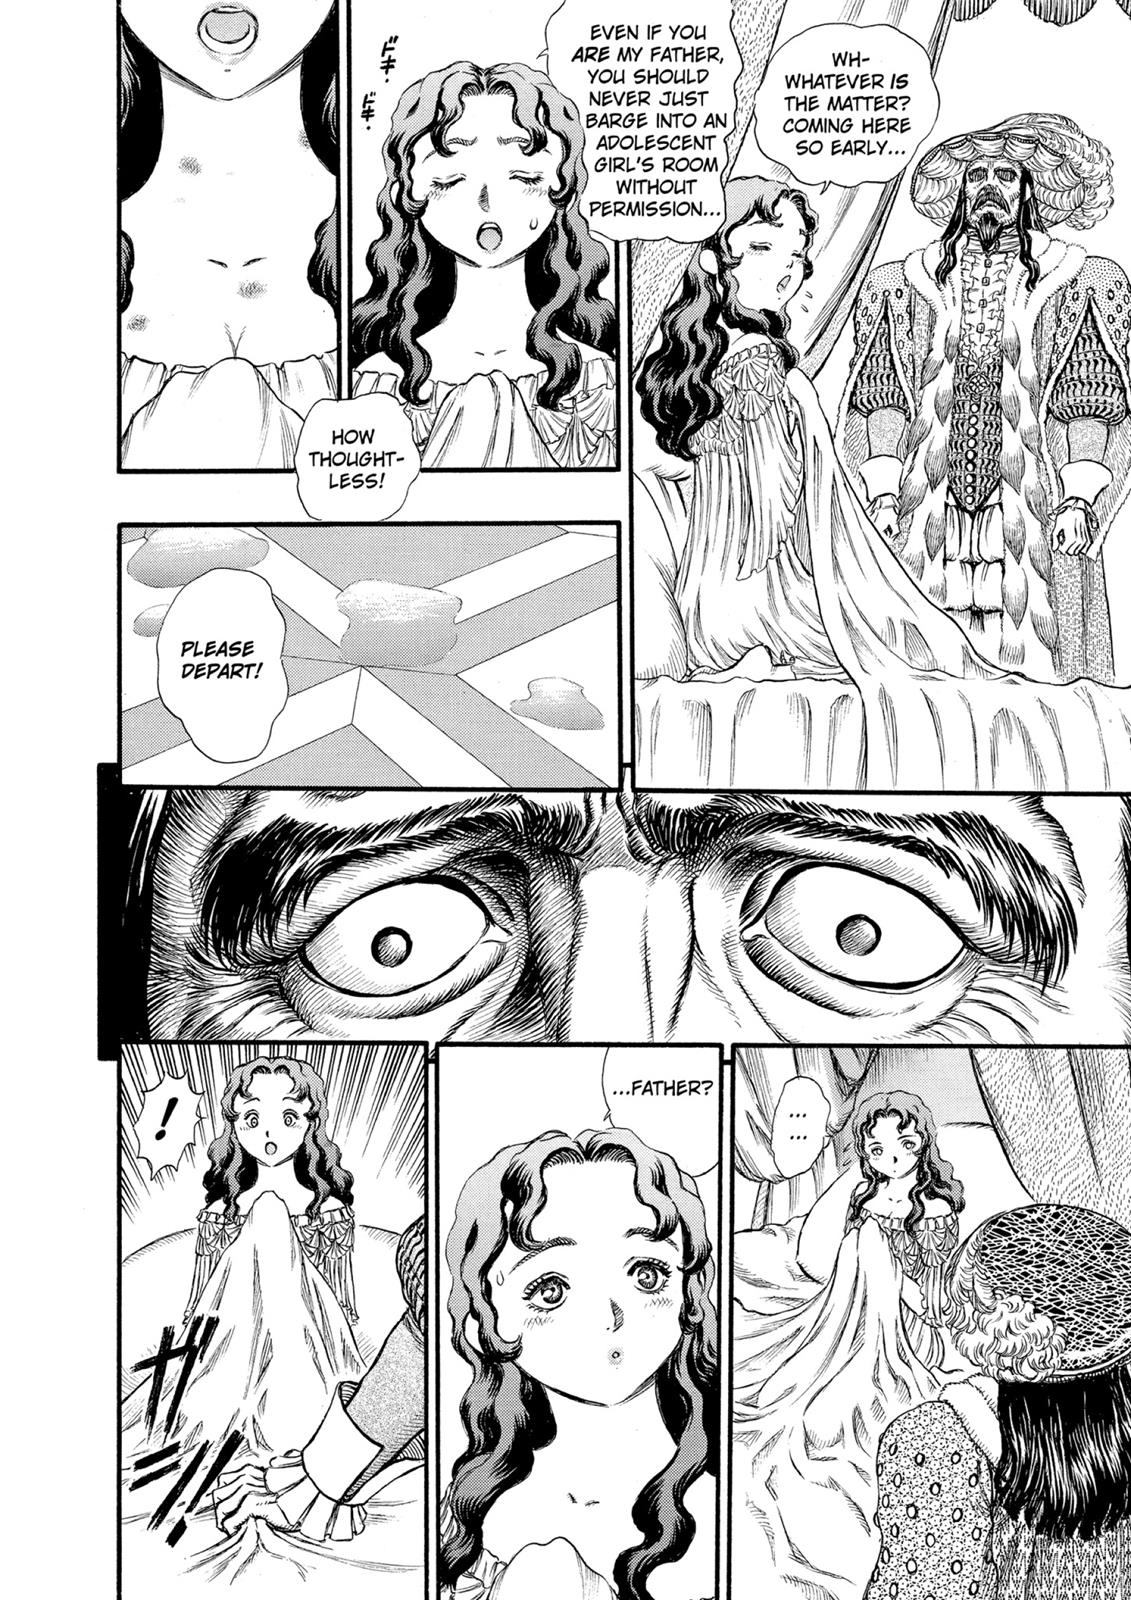 WH-
WHATEVER IS
THE MATTER?
COMING HERE
SO EARLY...
EVEN IF YOU
ARE MY FATHER,
YOU SHOULD
NEVER JUST
BARGE INTO AN
ADOLESCENT
GIRL'S ROOM
WITHOUT
PERMISSION...
ドキ
ドキ
HOW
THOUGHT-
LESS!
PLEASE
DEPART!
...
...
...FATHER?
!
ガシ!!